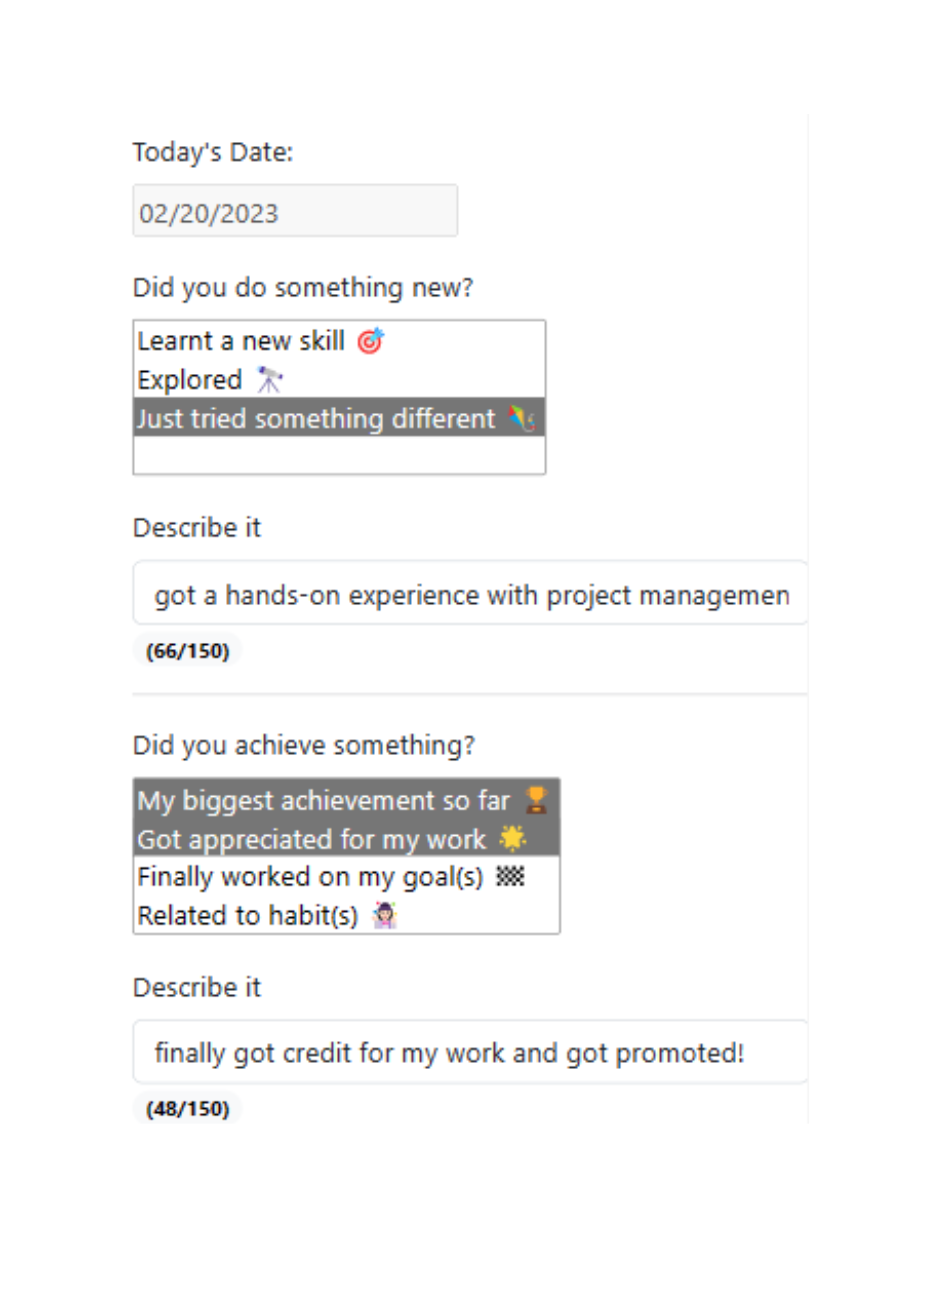 Today's Date:
02/20/2023
Did you do something new?
Learnt a new skill 🎯
Explored 🔭
Just tried something different 🪁
Describe it
got a hands-on experience with project managemen
(66/150)
Did you achieve something?
My biggest achievement so far 🏆
Got appreciated for my work 🌟
Finally worked on my goal(s) 🏁
Related to habit(s) 🤷🏻‍♀️
Describe it
finally got credit for my work and got promoted!
(48/150)